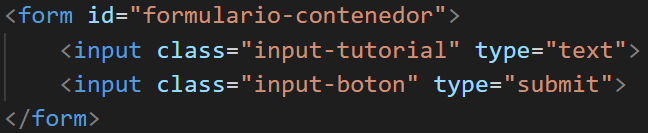 <form id="formulario-contenedor">
<input class="input-tutorial" type="text">
<input class="input-boton" type="submit">
</form>